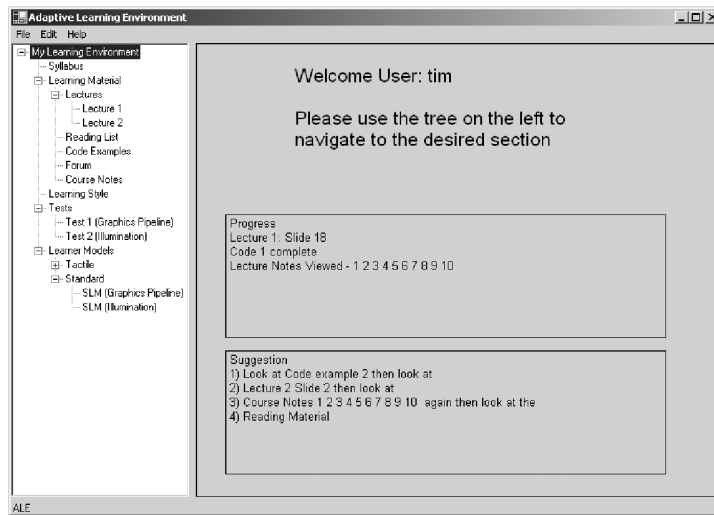 Adaptive Learning Environment
File Edit Help
My Learning Environment
Syllabus
Learning Material
Lectures
Lecture 1
Lecture 2
Reading List
Code Examples
Forum
Course Notes
Learning Style
Tests
Test 1 (Graphics Pipeline)
Test 2 (Illumination)
Learner Models
Tactile
Standard
SLM (Graphics Pipeline)
SLM (Illumination)
Welcome User: tim
Please use the tree on the left to
navigate to the desired section
Progress
Lecture 1: Slide 18
Code 1 complete
Lecture Notes Viewed - 1 2 3 4 5 6 7 8 9 10
Suggestion
1) Look at Code example 2 then look at
2) Lecture 2 Slide 2 then look at
3) Course Notes 1 2 3 4 5 6 7 8 9 10 again then look at the
4) Reading Material
ALE